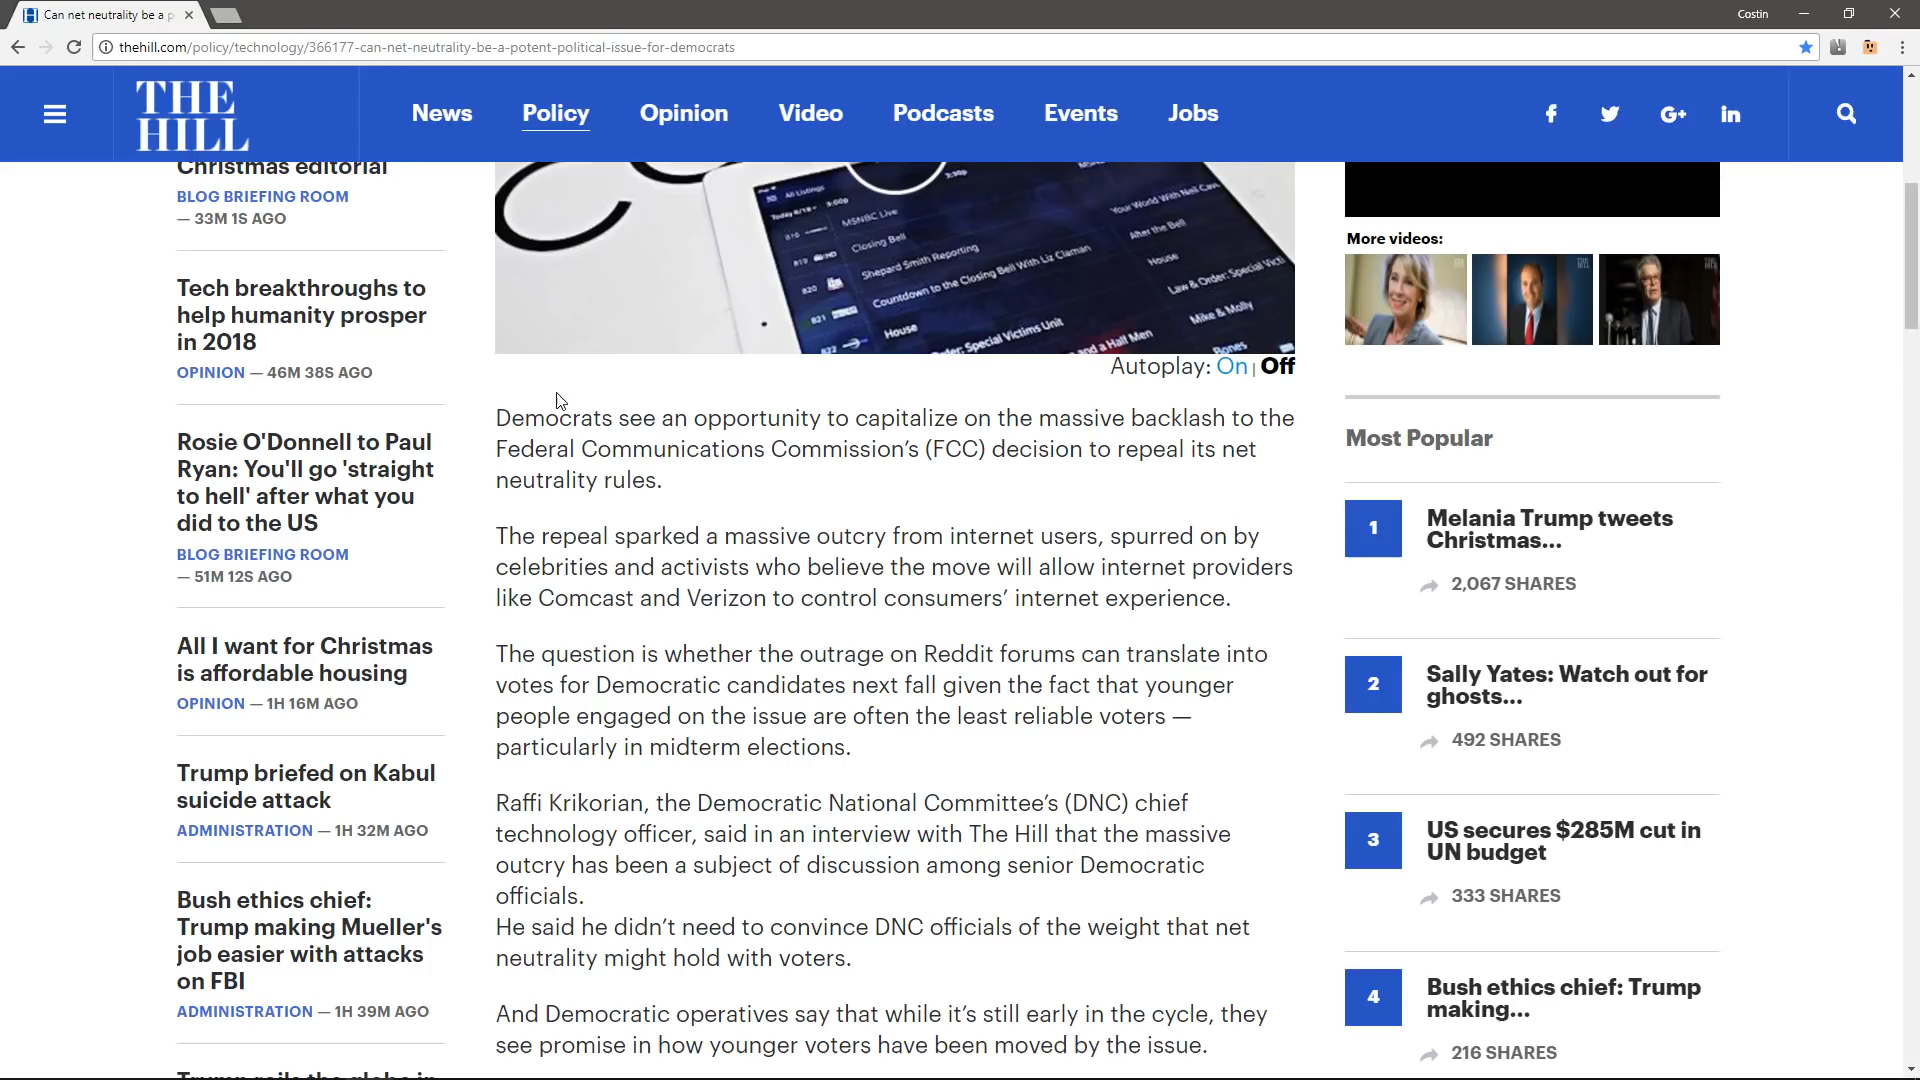 Can net neutrality be a p
Costin
thehill.com/policy/technology/366177-can-net-neutrality-be-a-potent-political-issue-for-democrats
THE
HILL
News
Policy
Opinion
Video
Podcasts
Events
Jobs
Christmas editorial
BLOG BRIEFING ROOM
— 33M 1S AGO
Tech breakthroughs to
help humanity prosper
in 2018
OPINION — 46M 38S AGO
Rosie O'Donnell to Paul
Ryan: You'll go 'straight
to hell' after what you
did to the US
BLOG BRIEFING ROOM
— 51M 12S AGO
All I want for Christmas
is affordable housing
OPINION — 1H 16M AGO
Trump briefed on Kabul
suicide attack
ADMINISTRATION — 1H 32M AGO
Bush ethics chief:
Trump making Mueller's
job easier with attacks
on FBI
ADMINISTRATION — 1H 39M AGO
All Listings
3:00p
MSNBC Live
Your World With Neil Cav
Closing Bell
After the Bell
819
Shepard Smith Reporting
House
820
Countdown to the Closing Bell With Liz Claman
Law & Order: Special Victi
821
House
Mike & Molly
822
der: Special Victims Unit
and a Half Men
Bones
Autoplay: On | Off
Democrats see an opportunity to capitalize on the massive backlash to the
Federal Communications Commission’s (FCC) decision to repeal its net
neutrality rules.
The repeal sparked a massive outcry from internet users, spurred on by
celebrities and activists who believe the move will allow internet providers
like Comcast and Verizon to control consumers’ internet experience.
The question is whether the outrage on Reddit forums can translate into
votes for Democratic candidates next fall given the fact that younger
people engaged on the issue are often the least reliable voters —
particularly in midterm elections.
Raffi Krikorian, the Democratic National Committee’s (DNC) chief
technology officer, said in an interview with The Hill that the massive
outcry has been a subject of discussion among senior Democratic
officials.
He said he didn’t need to convince DNC officials of the weight that net
neutrality might hold with voters.
And Democratic operatives say that while it’s still early in the cycle, they
see promise in how younger voters have been moved by the issue.
More videos:
Most Popular
1
Melania Trump tweets
Christmas...
2,067 SHARES
2
Sally Yates: Watch out for
ghosts...
492 SHARES
3
US secures $285M cut in
UN budget
333 SHARES
4
Bush ethics chief: Trump
making...
216 SHARES